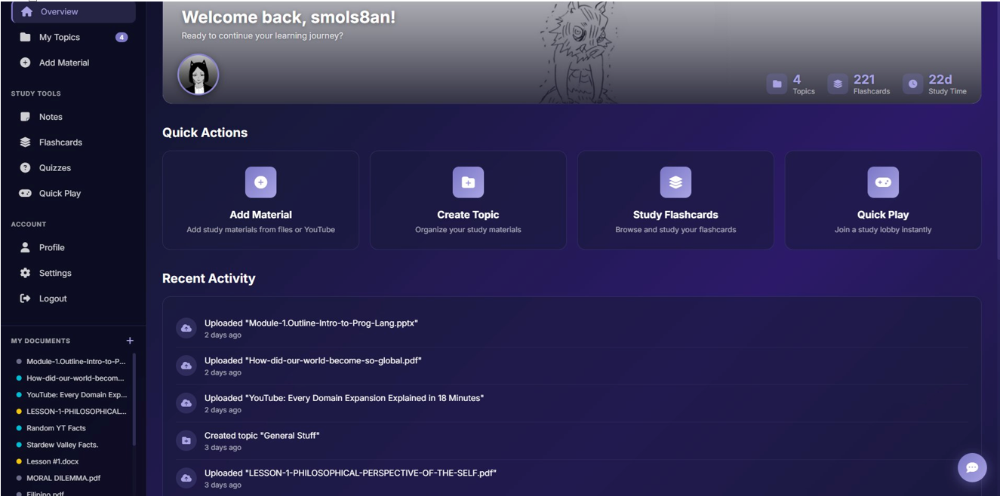 Overview
My Topics
4
Add Material
STUDY TOOLS
Notes
Flashcards
Quizzes
Quick Play
ACCOUNT
Profile
Settings
Logout
MY DOCUMENTS
+
Module-1.Outline-Intro-to-P...
How-did-our-world-becom...
YouTube: Every Domain Exp...
LESSON-1-PHILOSOPHICAL...
Random YT Facts
Stardew Valley Facts.
Lesson #1.docx
MORAL DILEMMA.pdf
Filipino.pdf
Welcome back, smols8an!
Ready to continue your learning journey?
4
Topics
221
Flashcards
22d
Study Time
Quick Actions
Add Material
Add study materials from files or YouTube
Create Topic
Organize your study materials
Study Flashcards
Browse and study your flashcards
Quick Play
Join a study lobby instantly
Recent Activity
Uploaded "Module-1.Outline-Intro-to-Prog-Lang.pptx"
2 days ago
Uploaded "How-did-our-world-become-so-global.pdf"
2 days ago
Uploaded "YouTube: Every Domain Expansion Explained in 18 Minutes"
2 days ago
Created topic "General Stuff"
3 days ago
Uploaded "LESSON-1-PHILOSOPHICAL-PERSPECTIVE-OF-THE-SELF.pdf"
3 days ago